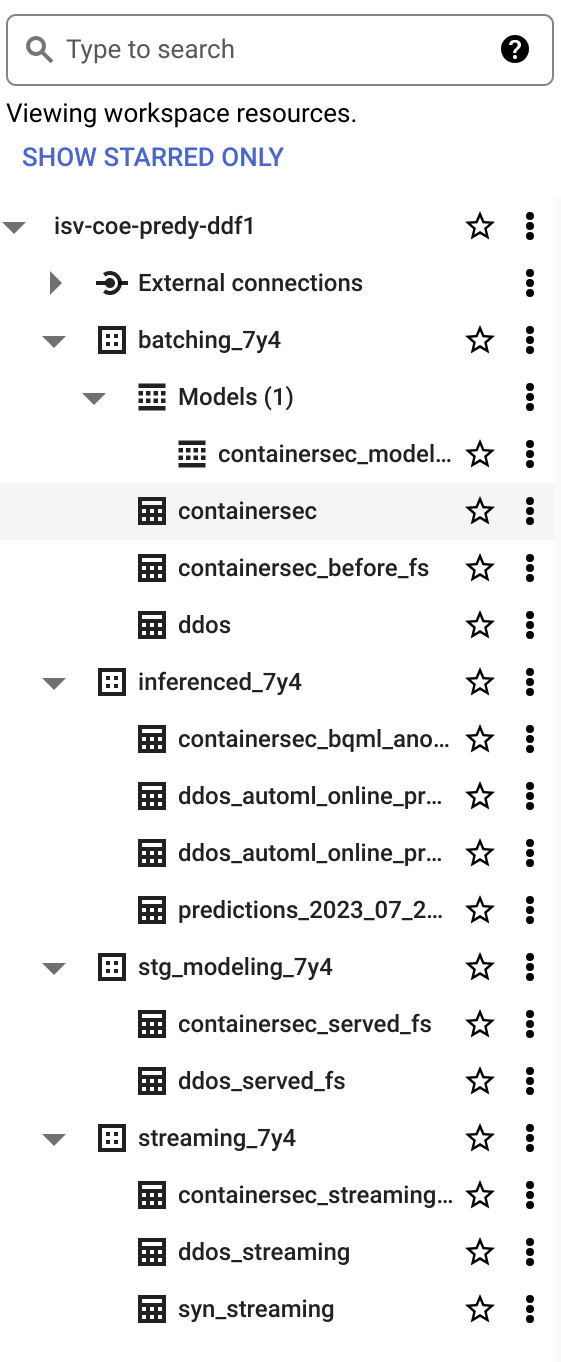 Type to search
?
Viewing workspace resources.
SHOW STARRED ONLY
isv-coe-predy-ddf1
External connections
batching_7y4
Models (1)
containersec_model...
containersec
containersec_before_fs
ddos
inferenced_7y4
containersec_bqml_ano...
ddos_automl_online_pr...
ddos_automl_online_pr...
predictions_2023_07_2...
stg_modeling_7y4
containersec_served_fs
ddos_served_fs
streaming_7y4
containersec_streaming...
ddos_streaming
syn_streaming